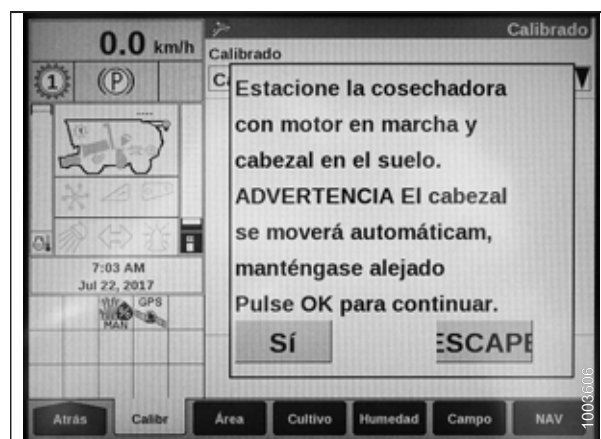 0.0 km/h
Calibrado
Calibrado
1
(P)
Ca
Estacione la cosechadora
con motor en marcha y
cabezal en el suelo.
ADVERTENCIA El cabezal
se moverá automáticam,
manténgase alejado
Pulse OK para continuar.
Sí
ESCAPE
7:03 AM
Jul 22, 2017
MAN
GPS
Atrás
Calibr
Área
Cultivo
Humedad
Campo
NAV
1003606